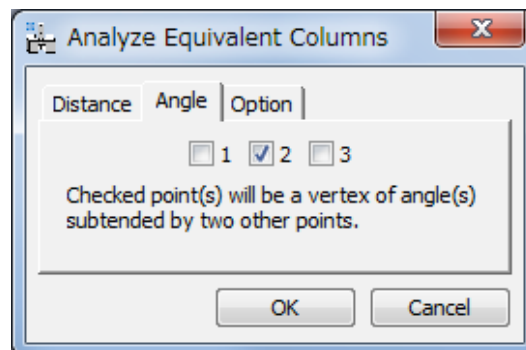 Analyze Equivalent Columns
Distance Angle Option
1 2 3
Checked point(s) will be a vertex of angle(s)
subtended by two other points.
OK Cancel